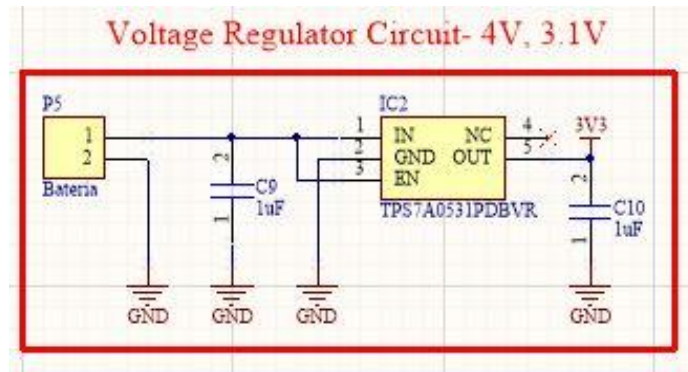 Voltage Regulator Circuit- 4V, 3.1V
P5
1
2
Bateria
2
C9
1uF
1
GND
GND
GND
IC2
1
2
3
IN
GND
EN
NC
OUT
4
5
TPS7A0531PDBVR
3V3
2
C10
1uF
1
GND